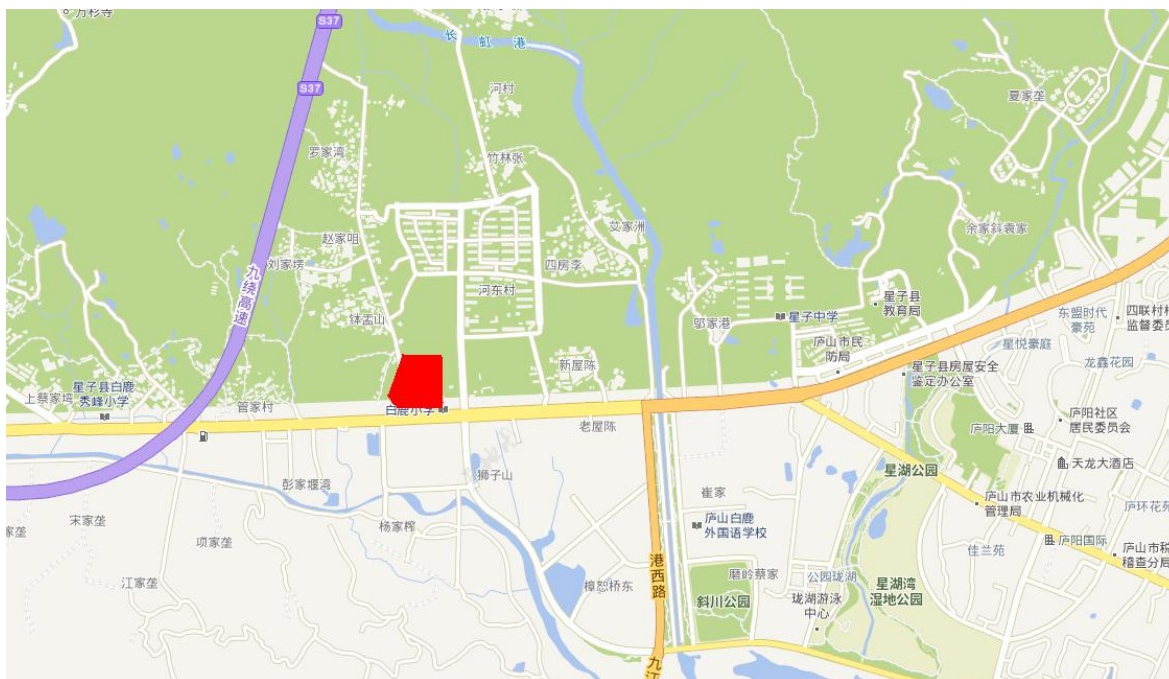 万杉寺
S37
长虹港
S37
河村
夏家垄
罗家湾
竹林张
艾家洲
余家斜袁家
赵家咀
刘家塝
四房李
九绕高速
河东村
星子县
教育局
钵盂山
邬家港
星子中学
东盟时代
豪苑
四联村
监督委
庐山市民
防局
星悦豪庭
新屋陈
星子县房屋安全
鉴定办公室
龙鑫花园
星子县白鹿
秀峰小学
上蔡家塆
管家村
白鹿小学
老屋陈
庐阳大厦
庐阳社区
居民委员会
天龙大酒店
星湖公园
狮子山
彭家堰湾
崔家
庐山市农业机械化
管理局
庐环花苑
家垄
宋家垄
项家垄
杨家榨
庐山白鹿
外国语学校
佳兰苑
庐阳国际
庐山市税
稽查分局
江家垄
樟恕桥东
港西路
磨岭蔡家
公园珑湖
星湖湾
湿地公园
斜川公园
珑湖游泳
中心
九江